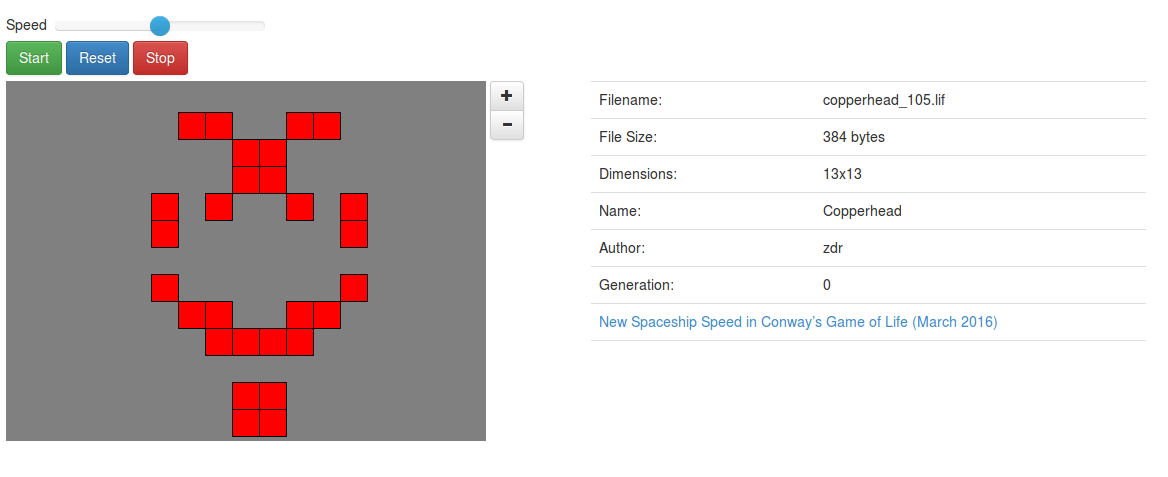 Speed
Start Reset Stop
+
−
Filename: copperhead_105.lif
File Size: 384 bytes
Dimensions: 13x13
Name: Copperhead
Author: zdr
Generation: 0
New Spaceship Speed in Conway’s Game of Life (March 2016)